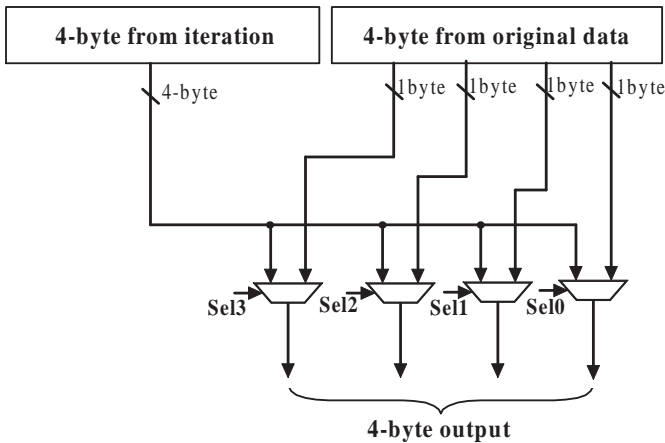 4-byte from iteration
4-byte from original data
4-byte
1byte
1byte
1byte
1byte
Sel3
Sel2
Sel1
Sel0
4-byte output